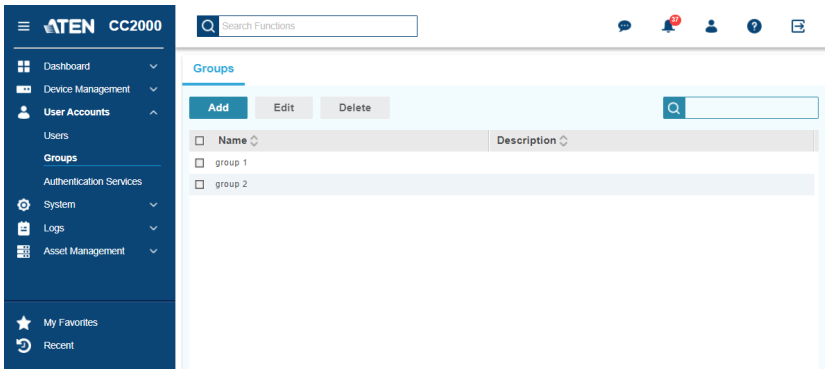 ATEN CC2000
Search Functions
37
?
Dashboard
Device Management
User Accounts
Users
Groups
Authentication Services
System
Logs
Asset Management
My Favorites
Recent
Groups
Add Edit Delete
Name Description
group 1
group 2